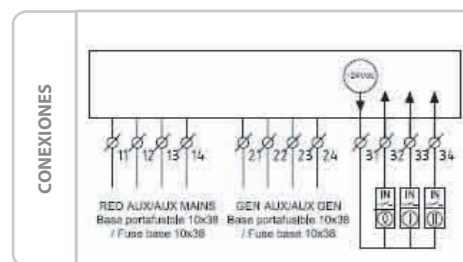 CONEXIONES
11 12 13 14 21 22 23 24 31 32 33 34
IN IN IN
RED AUX/AUX MAINS
Base portafusible 10x38
/ Fuse base 10x38
GEN AUX/AUX GEN
Base portafusible 10x38
/ Fuse base 10x38